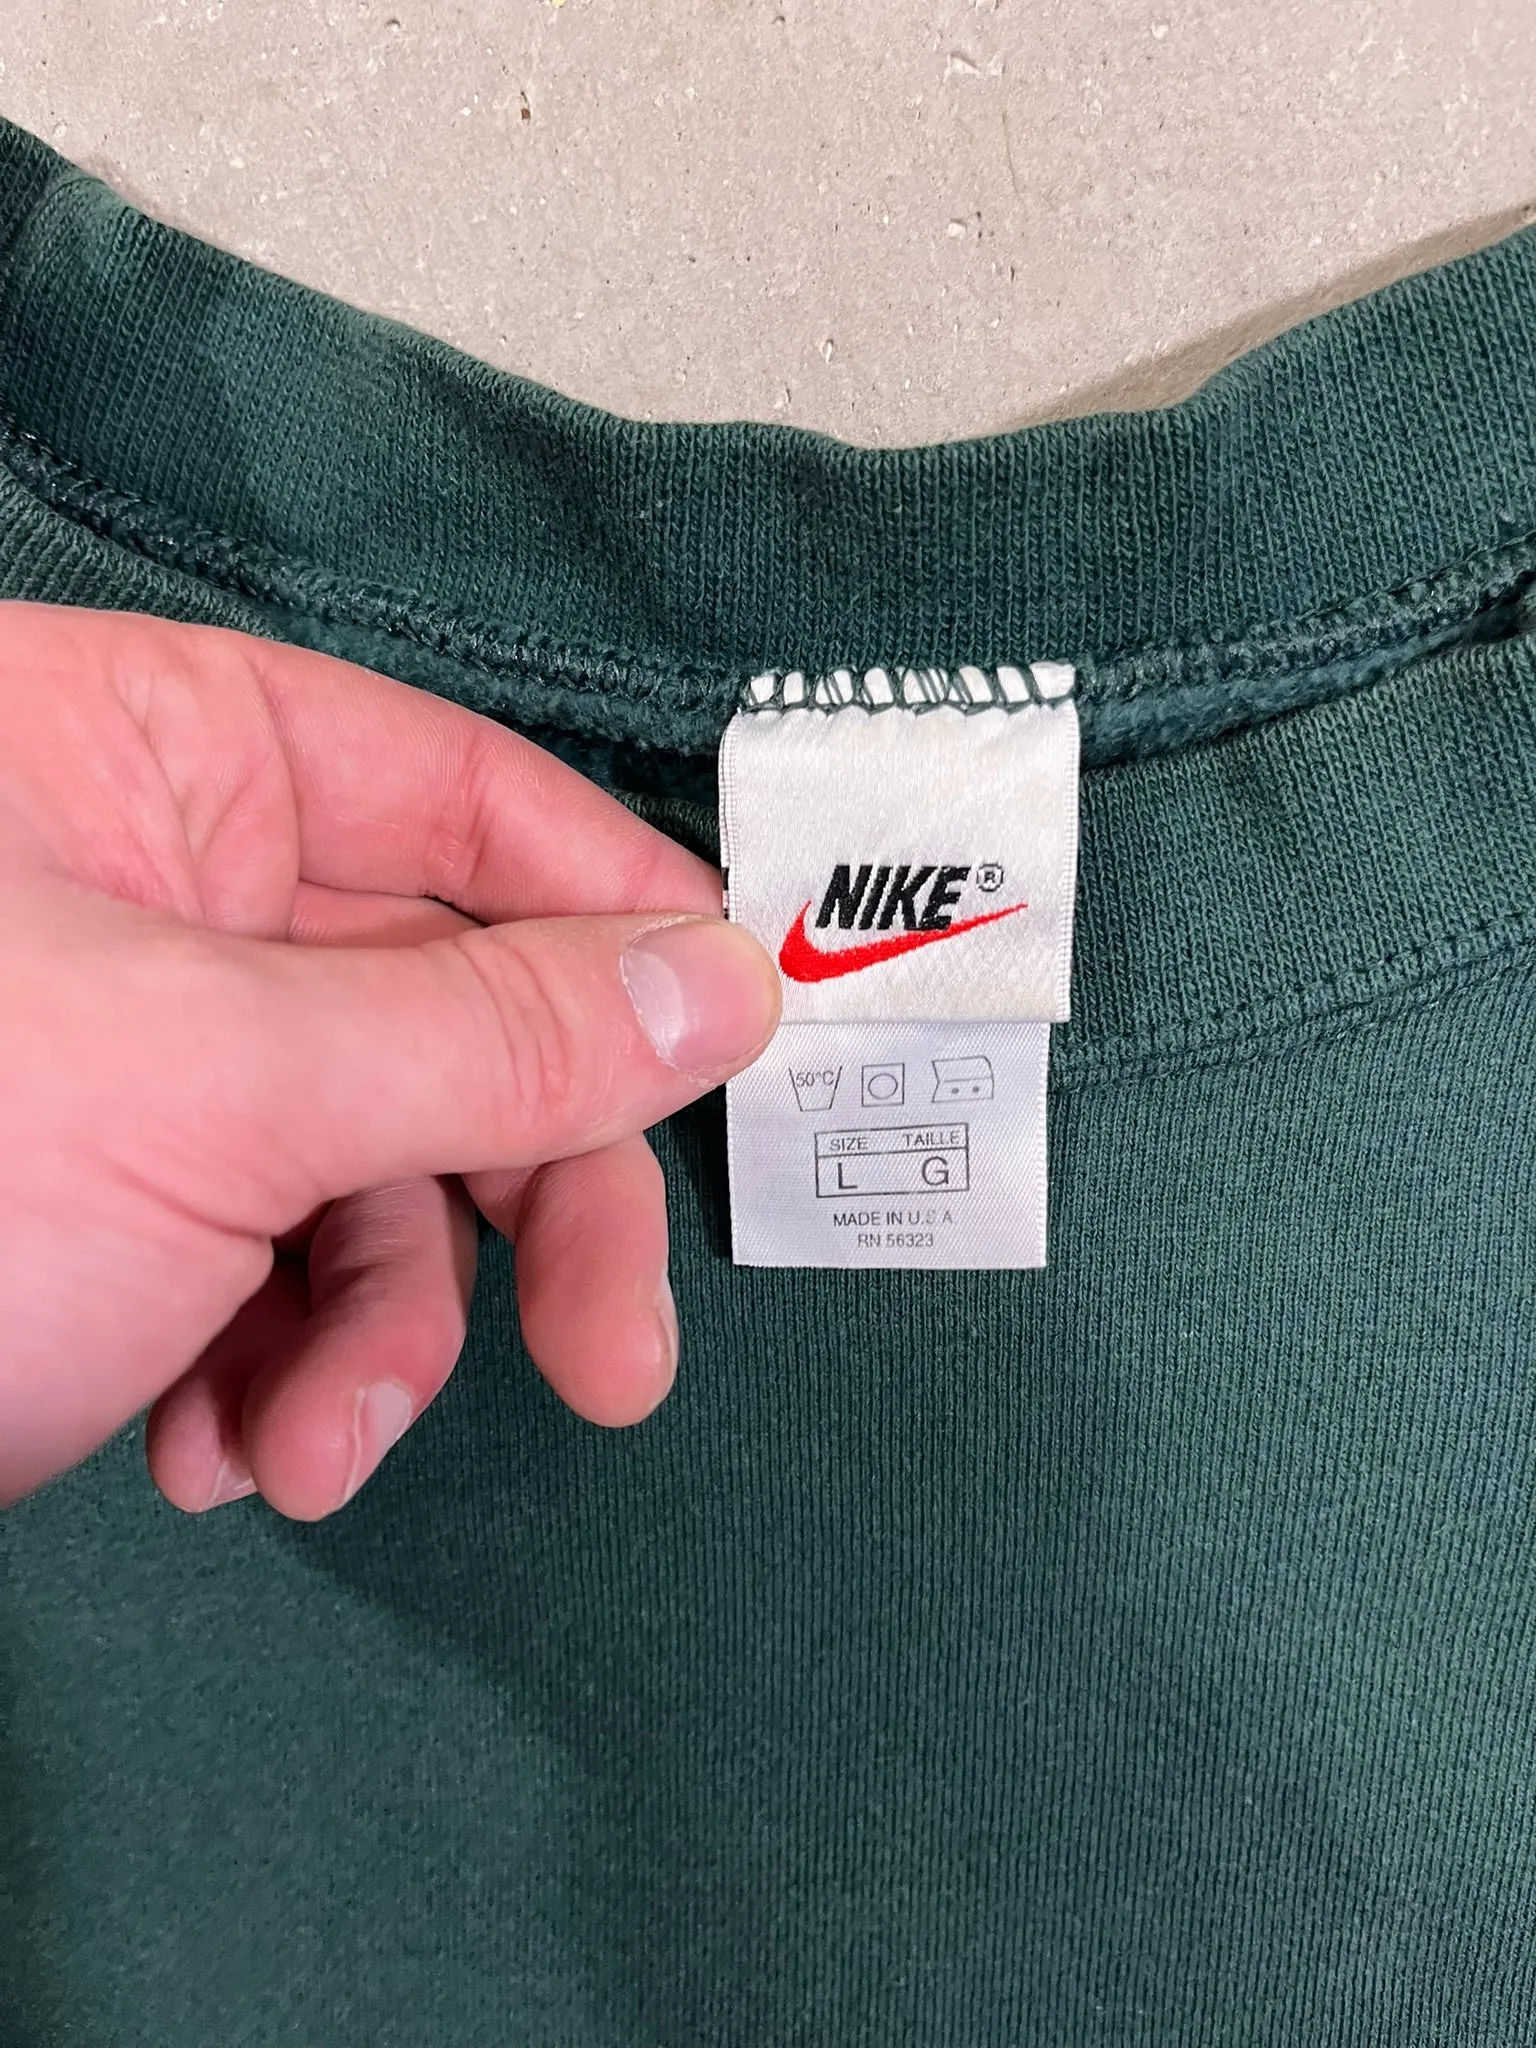 NIKE®
50°C
SIZE TAILLE
L G
MADE IN U.S A
RN 56323